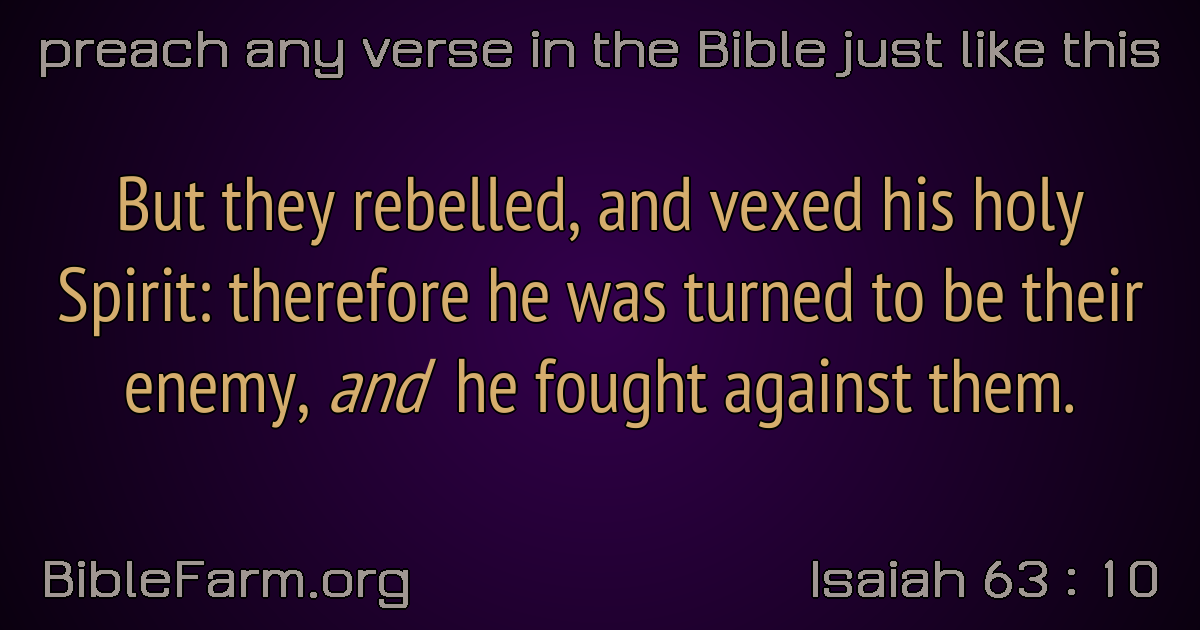 preach any verse in the Bible just like this
But they rebelled, and vexed his holy
Spirit: therefore he was turned to be their
enemy, and he fought against them.
BibleFarm.org
Isaiah 63 : 10